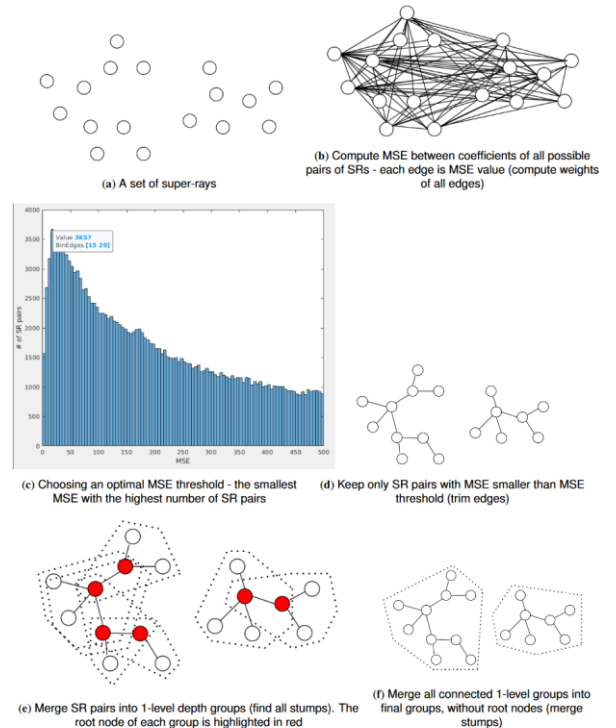 (a) A set of super-rays
(b) Compute MSE between coefficients of all possible
pairs of SRs - each edge is MSE value (compute weights
of all edges)
4000
3500
3000
2500
2000
1500
1000
500
0
# of SR pairs
Value 3657
BinEdges [15 20]
0 50 100 150 200 250 300 350 400 450 500
MSE
(c) Choosing an optimal MSE threshold - the smallest
MSE with the highest number of SR pairs
(d) Keep only SR pairs with MSE smaller than MSE
threshold (trim edges)
(e) Merge SR pairs into 1-level depth groups (find all stumps). The
root node of each group is highlighted in red
(f) Merge all connected 1-level groups into
final groups, without root nodes (merge
stumps)